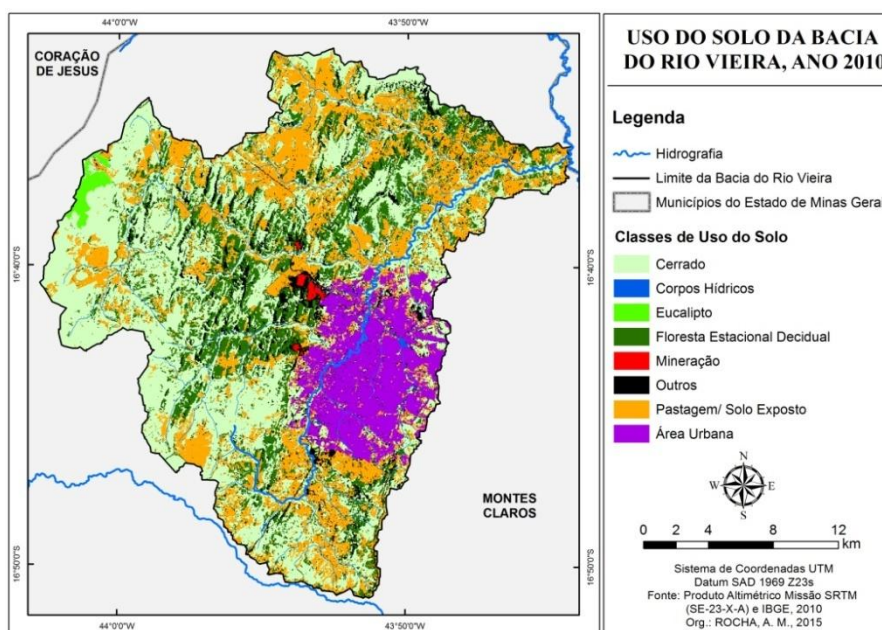 44°0'0"W
43°50'0"W
CORAÇÃO
DE JESUS
16°40'0"S
16°40'0"S
MONTES
CLAROS
16°50'0"S
16°50'0"S
44°0'0"W
43°50'0"W
USO DO SOLO DA BACIA
DO RIO VIEIRA, ANO 2010
Legenda
Hidrografia
Limite da Bacia do Rio Vieira
Municípios do Estado de Minas Gerai
Classes de Uso do Solo
Cerrado
Corpos Hídricos
Eucalipto
Floresta Estacional Decidual
Mineração
Outros
Pastagem/ Solo Exposto
Área Urbana
N
W E
S
0 2 4 8 12
km
Sistema de Coordenadas UTM
Datum SAD 1969 Z23s
Fonte: Produto Altimétrico Missão SRTM
(SE-23-X-A) e IBGE, 2010
Org.: ROCHA, A. M., 2015